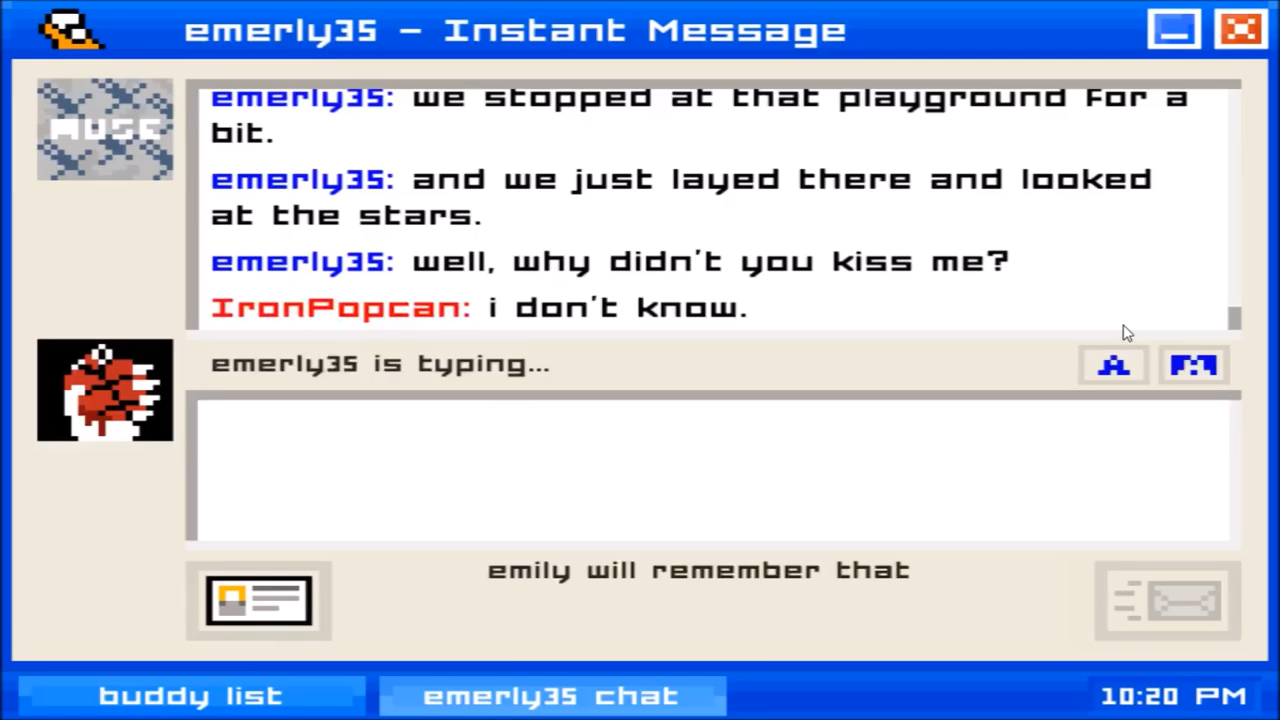 emerly35 - Instant Message
MUSE
emerly35: we stopped at that playground for a
bit.
emerly35: and we just layed there and looked
at the stars.
emerly35: well, why didn't you kiss me?
IronPopcan: i don't know.
emerly35 is typing...
A
emily will remember that
buddy list
emerly35 chat
10:20 PM